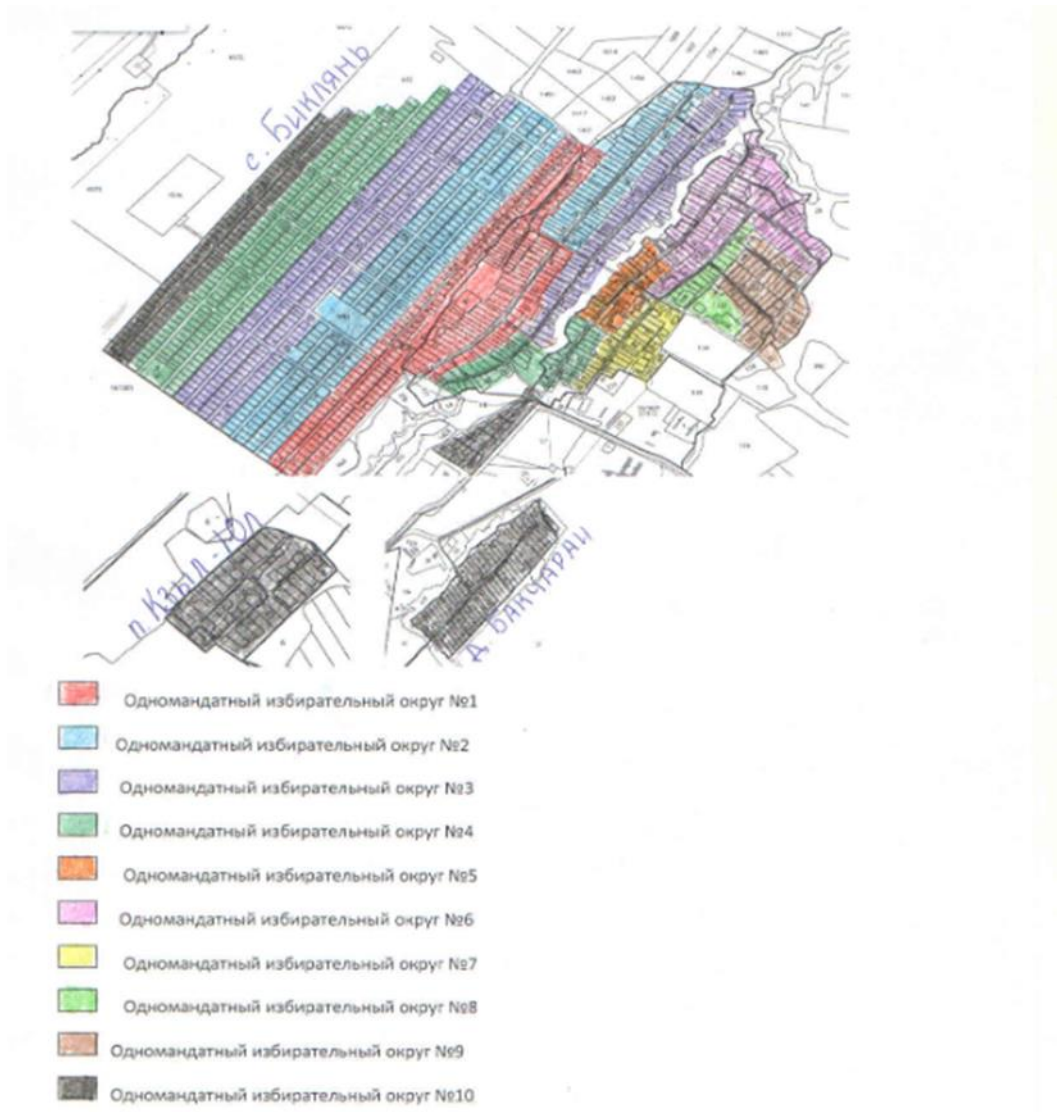 с. Биклянь
п. Кзыл-Юл
д. Бакчарай
Одномандатный избирательный округ №1
Одномандатный избирательный округ №2
Одномандатный избирательный округ №3
Одномандатный избирательный округ №4
Одномандатный избирательный округ №5
Одномандатный избирательный округ №6
Одномандатный избирательный округ №7
Одномандатный избирательный округ №8
Одномандатный избирательный округ №9
Одномандатный избирательный округ №10